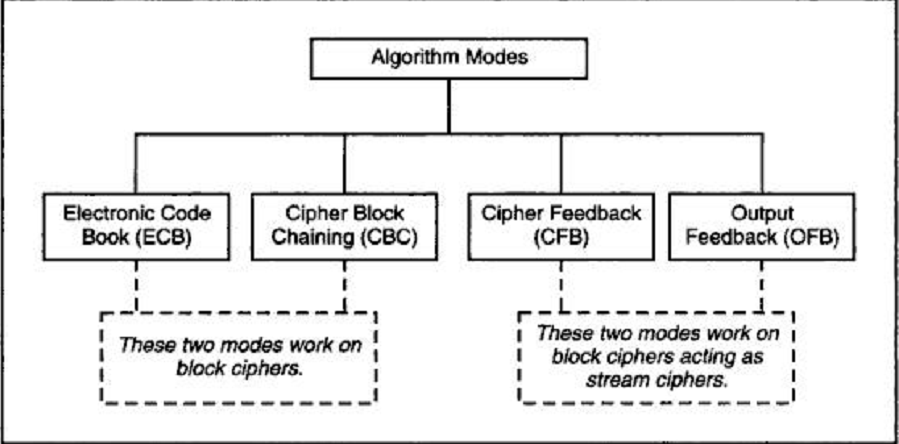 Algorithm Modes
Electronic Code
Book (ECB)
Cipher Block
Chaining (CBC)
Cipher Feedback
(CFB)
Output
Feedback (OFB)
These two modes work on
block ciphers.
These two modes work on
block ciphers acting as
stream ciphers.